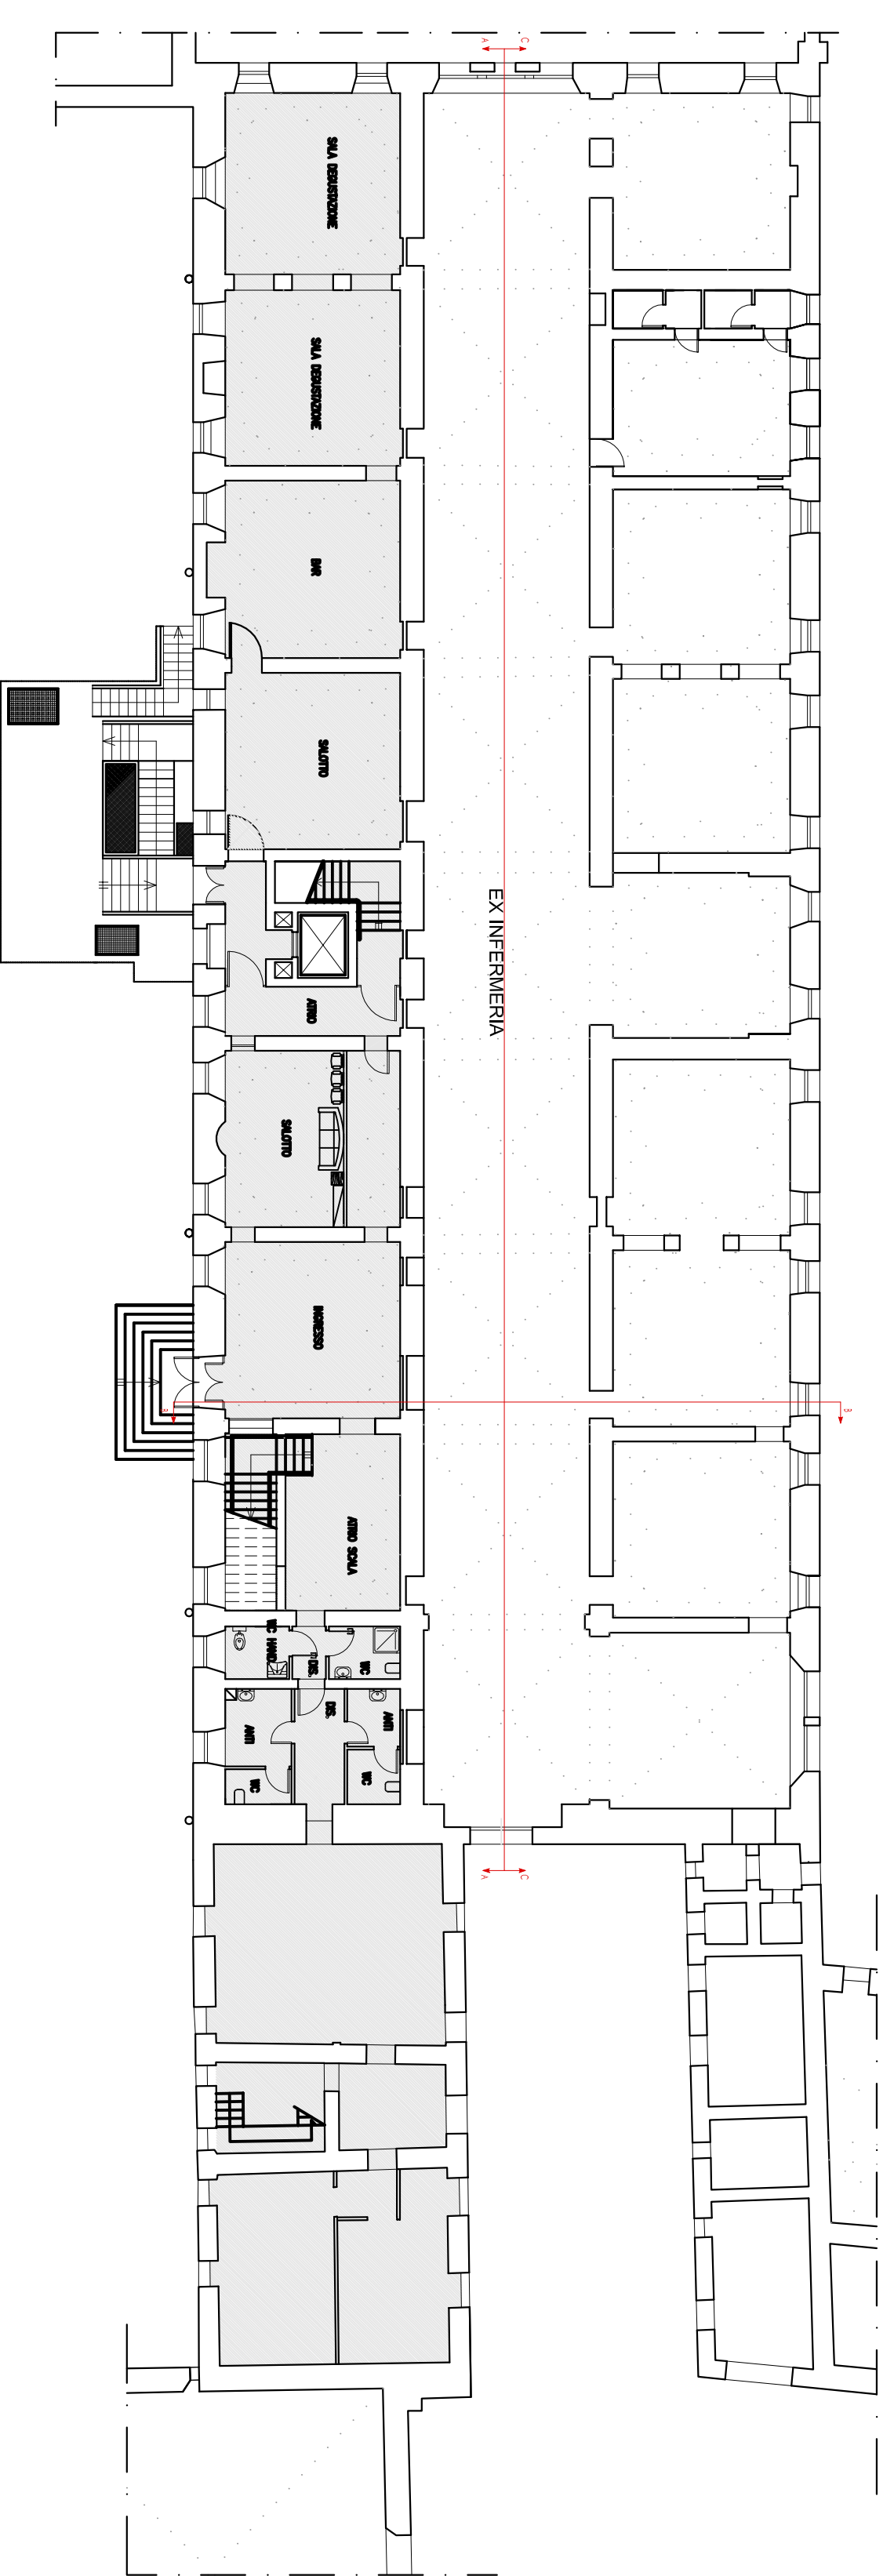 A
C
SALA DEGUSTAZIONE
SALA DEGUSTAZIONE
BAR
SALOTTO
EX INFERMERIA
ATRIO
SALOTTO
INGRESSO
B
B
ATRIO SCALA
WC HAND.
DIS.
WC
DIS.
ANTI
ANTI
WC
WC
A
C